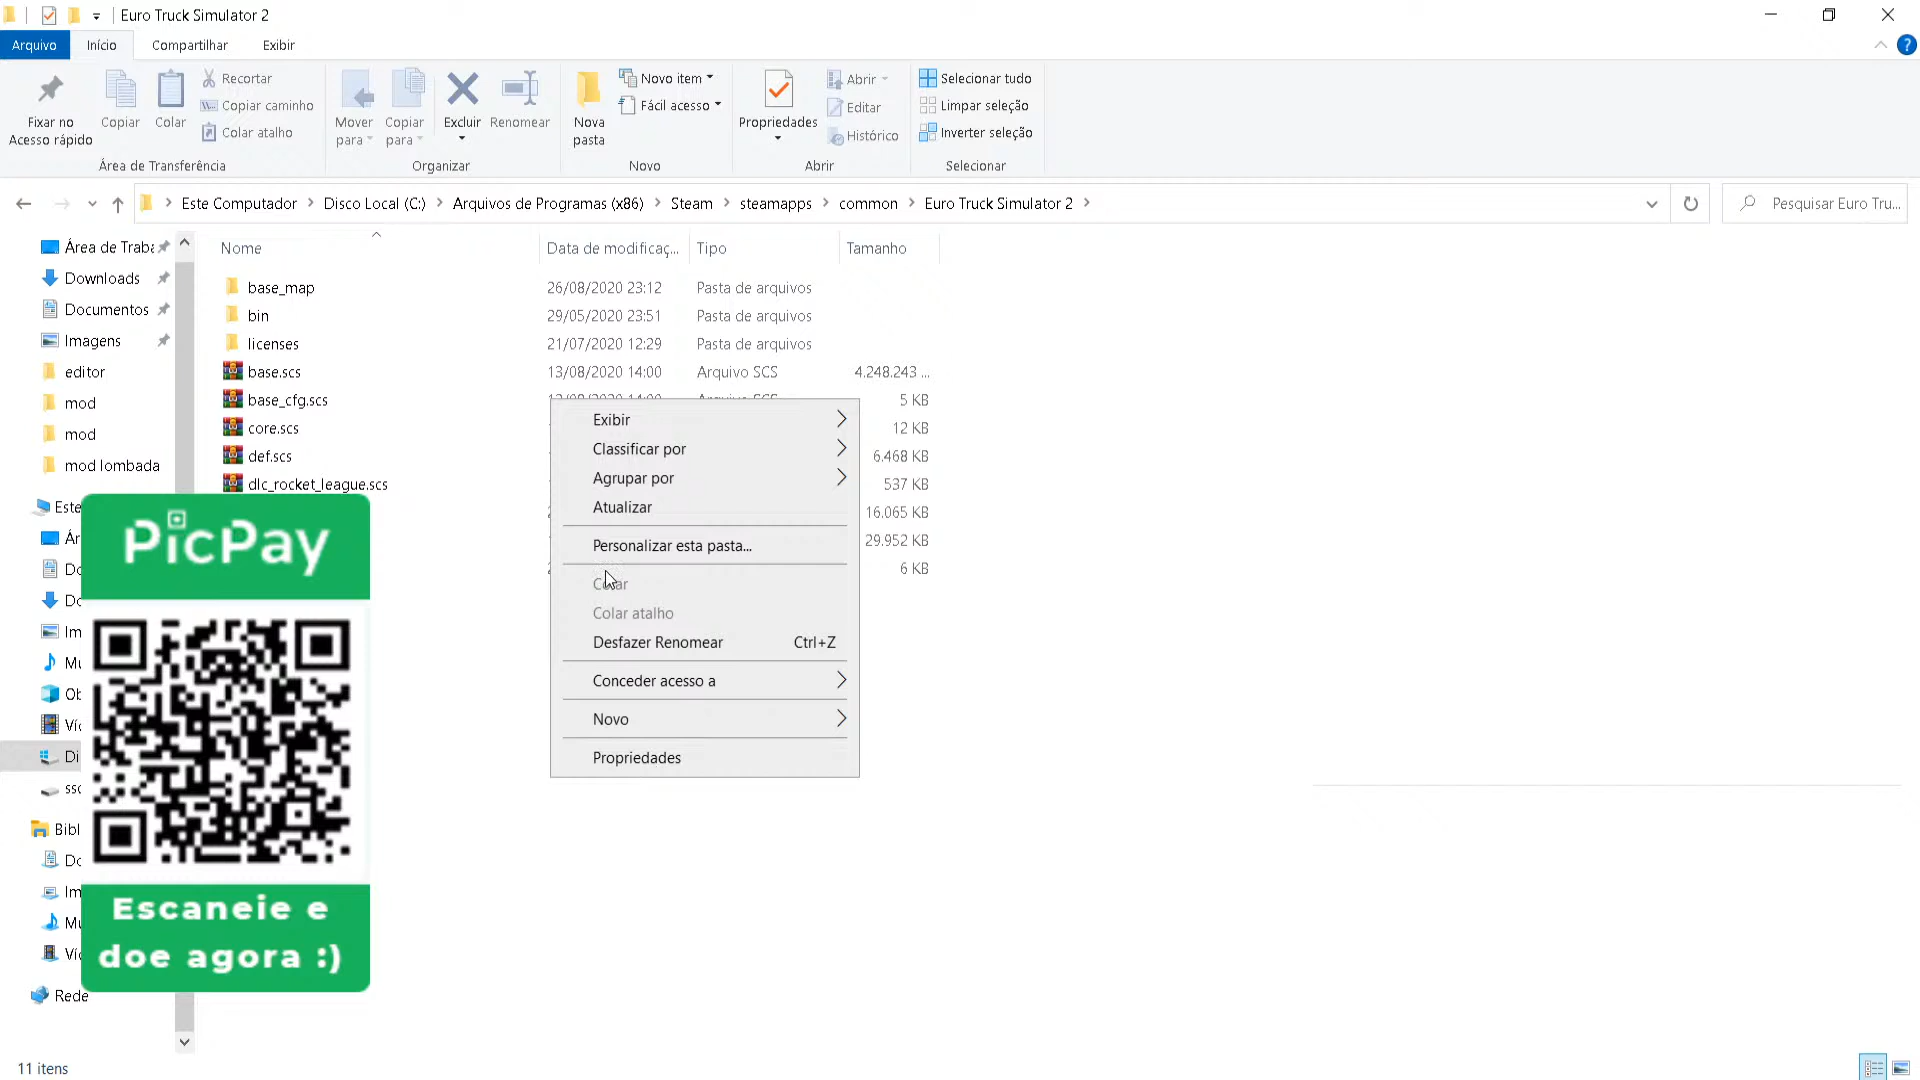 Euro Truck Simulator 2
Arquivo
Início
Compartilhar
Exibir
Fixar no
Acesso rápido
Copiar
Colar
Recortar
Copiar caminho
Colar atalho
Área de Transferência
Mover
para
Copiar
para
Excluir
Renomear
Organizar
Nova
pasta
Novo item
Fácil acesso
Novo
Propriedades
Abrir
Editar
Histórico
Abrir
Selecionar tudo
Limpar seleção
Inverter seleção
Selecionar
Este Computador
Disco Local (C:)
Arquivos de Programas (x86)
Steam
steamapps
common
Euro Truck Simulator 2
Pesquisar Euro Tru...
Nome
Data de modificaç...
Tipo
Tamanho
base_map 26/08/2020 23:12 Pasta de arquivos
bin 29/05/2020 23:51 Pasta de arquivos
licenses 21/07/2020 12:29 Pasta de arquivos
base.scs 13/08/2020 14:00 Arquivo SCS 4.248.243 ...
base_cfg.scs 5 KB
core.scs 12 KB
def.scs 6.468 KB
dlc_rocket_league.scs 537 KB
16.065 KB
29.952 KB
6 KB
Downloads
Documentos
Imagens
editor
mod
mod
mod lombada
Rede
Exibir
Classificar por
Agrupar por
Atualizar
Personalizar esta pasta...
Colar
Colar atalho
Desfazer Renomear Ctrl+Z
Conceder acesso a
Novo
Propriedades
PicPay
Escaneie e
doe agora :)
11 itens